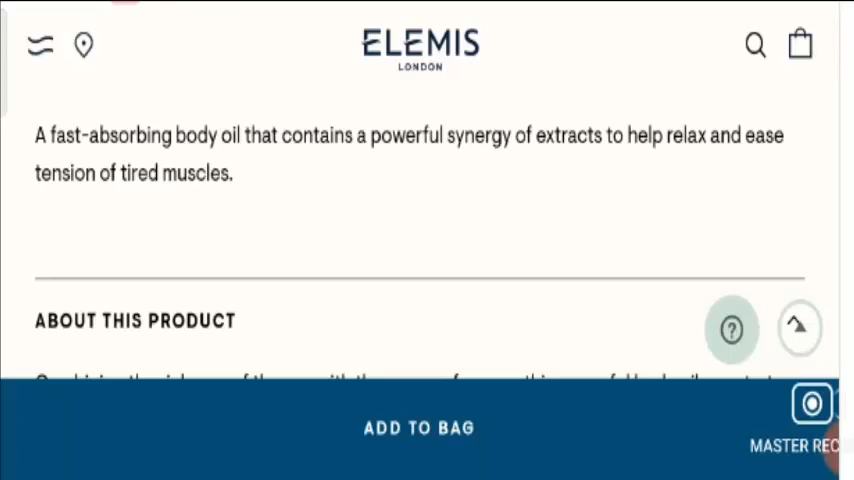 ELEMIS
LONDON
A fast-absorbing body oil that contains a powerful synergy of extracts to help relax and ease
tension of tired muscles.
ABOUT THIS PRODUCT
ADD TO BAG
MASTER REC